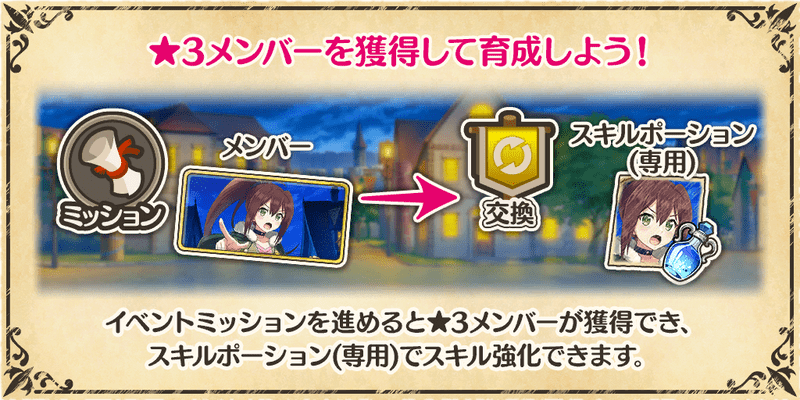 ★3メンバーを獲得して育成しよう!
ミッション
メンバー
交換
スキルポーション
(専用)
イベントミッションを進めると★3メンバーが獲得でき、
スキルポーション(専用)でスキル強化できます。